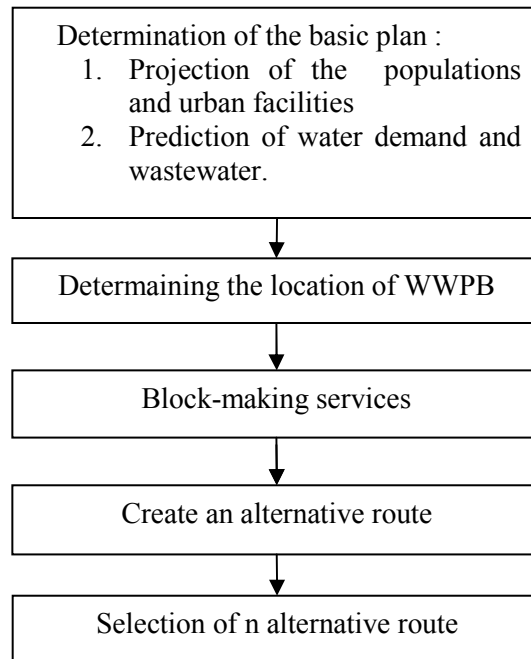 Determination of the basic plan :
1. Projection of the populations
and urban facilities
2. Prediction of water demand and
wastewater.
Determaining the location of WWPB
Block-making services
Create an alternative route
Selection of n alternative route